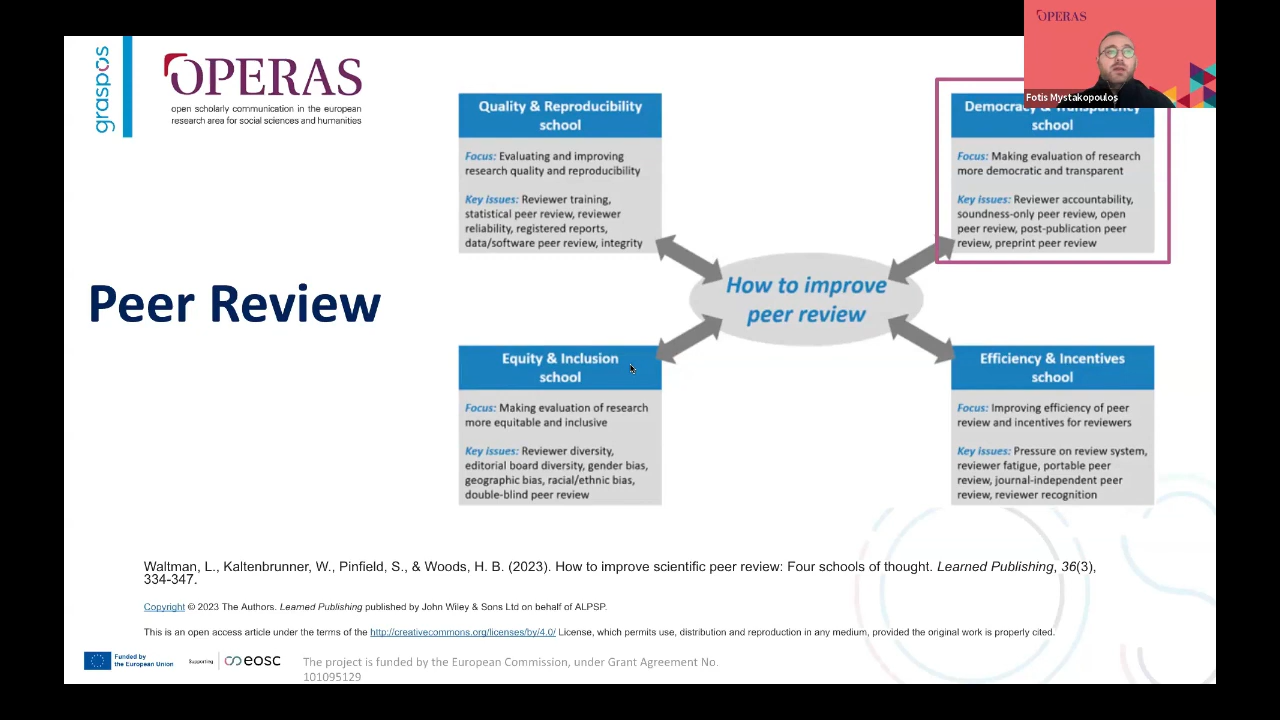 graspos
OPERAS
open scholarly communication in the european
research area for social sciences and humanities
OPERAS
Fotis Mystakopoulos
Peer Review
Quality & Reproducibility
school
Focus: Evaluating and improving
research quality and reproducibility
Key issues: Reviewer training,
statistical peer review, reviewer
reliability, registered reports,
data/software peer review, integrity
Democracy & Transparency
school
Focus: Making evaluation of research
more democratic and transparent
Key issues: Reviewer accountability,
soundness-only peer review, open
peer review, post-publication peer
review, preprint peer review
How to improve
peer review
Equity & Inclusion
school
Focus: Making evaluation of research
more equitable and inclusive
Key issues: Reviewer diversity,
editorial board diversity, gender bias,
geographic bias, racial/ethnic bias,
double-blind peer review
Efficiency & Incentives
school
Focus: Improving efficiency of peer
review and incentives for reviewers
Key issues: Pressure on review system,
reviewer fatigue, portable peer
review, journal-independent peer
review, reviewer recognition
Waltman, L., Kaltenbrunner, W., Pinfield, S., & Woods, H. B. (2023). How to improve scientific peer review: Four schools of thought. Learned Publishing, 36(3),
334-347.
Copyright © 2023 The Authors. Learned Publishing published by John Wiley & Sons Ltd on behalf of ALPSP.
This is an open access article under the terms of the http://creativecommons.org/licenses/by/4.0/ License, which permits use, distribution and reproduction in any medium, provided the original work is properly cited.
Funded by
the European Union
Supporting
eosc
The project is funded by the European Commission, under Grant Agreement No.
101095129